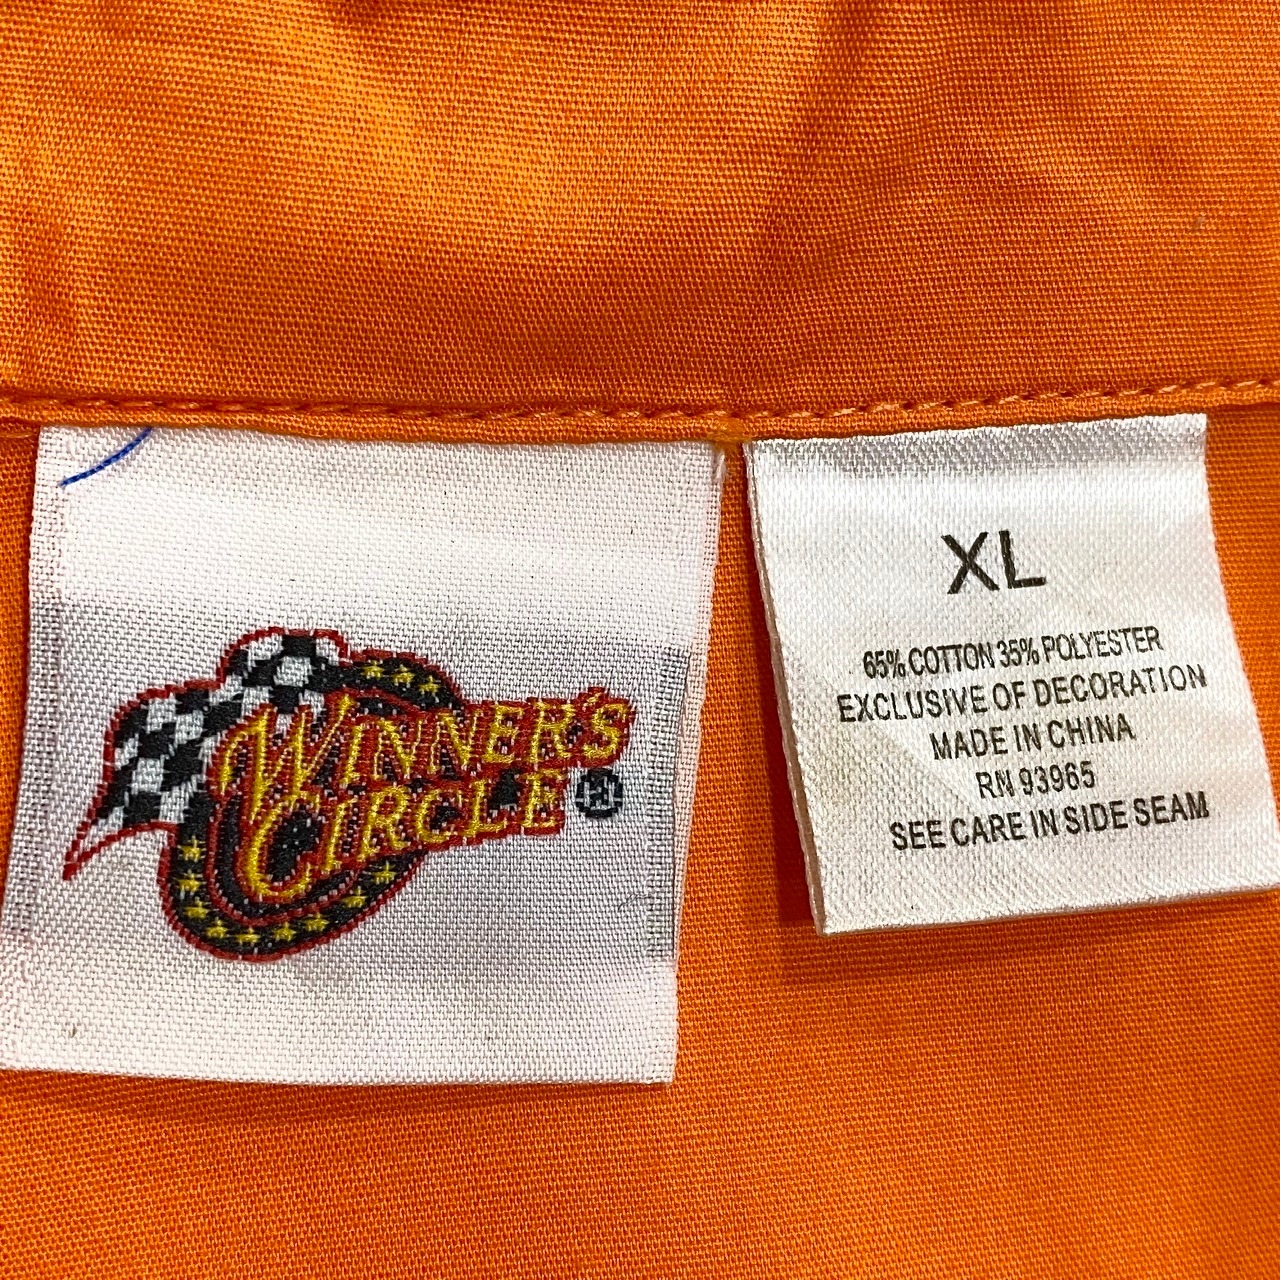 WINNER'S
CIRCLE
XL
65% COTTON 35% POLYESTER
EXCLUSIVE OF DECORATION
MADE IN CHINA
RN 93965
SEE CARE IN SIDE SEAM